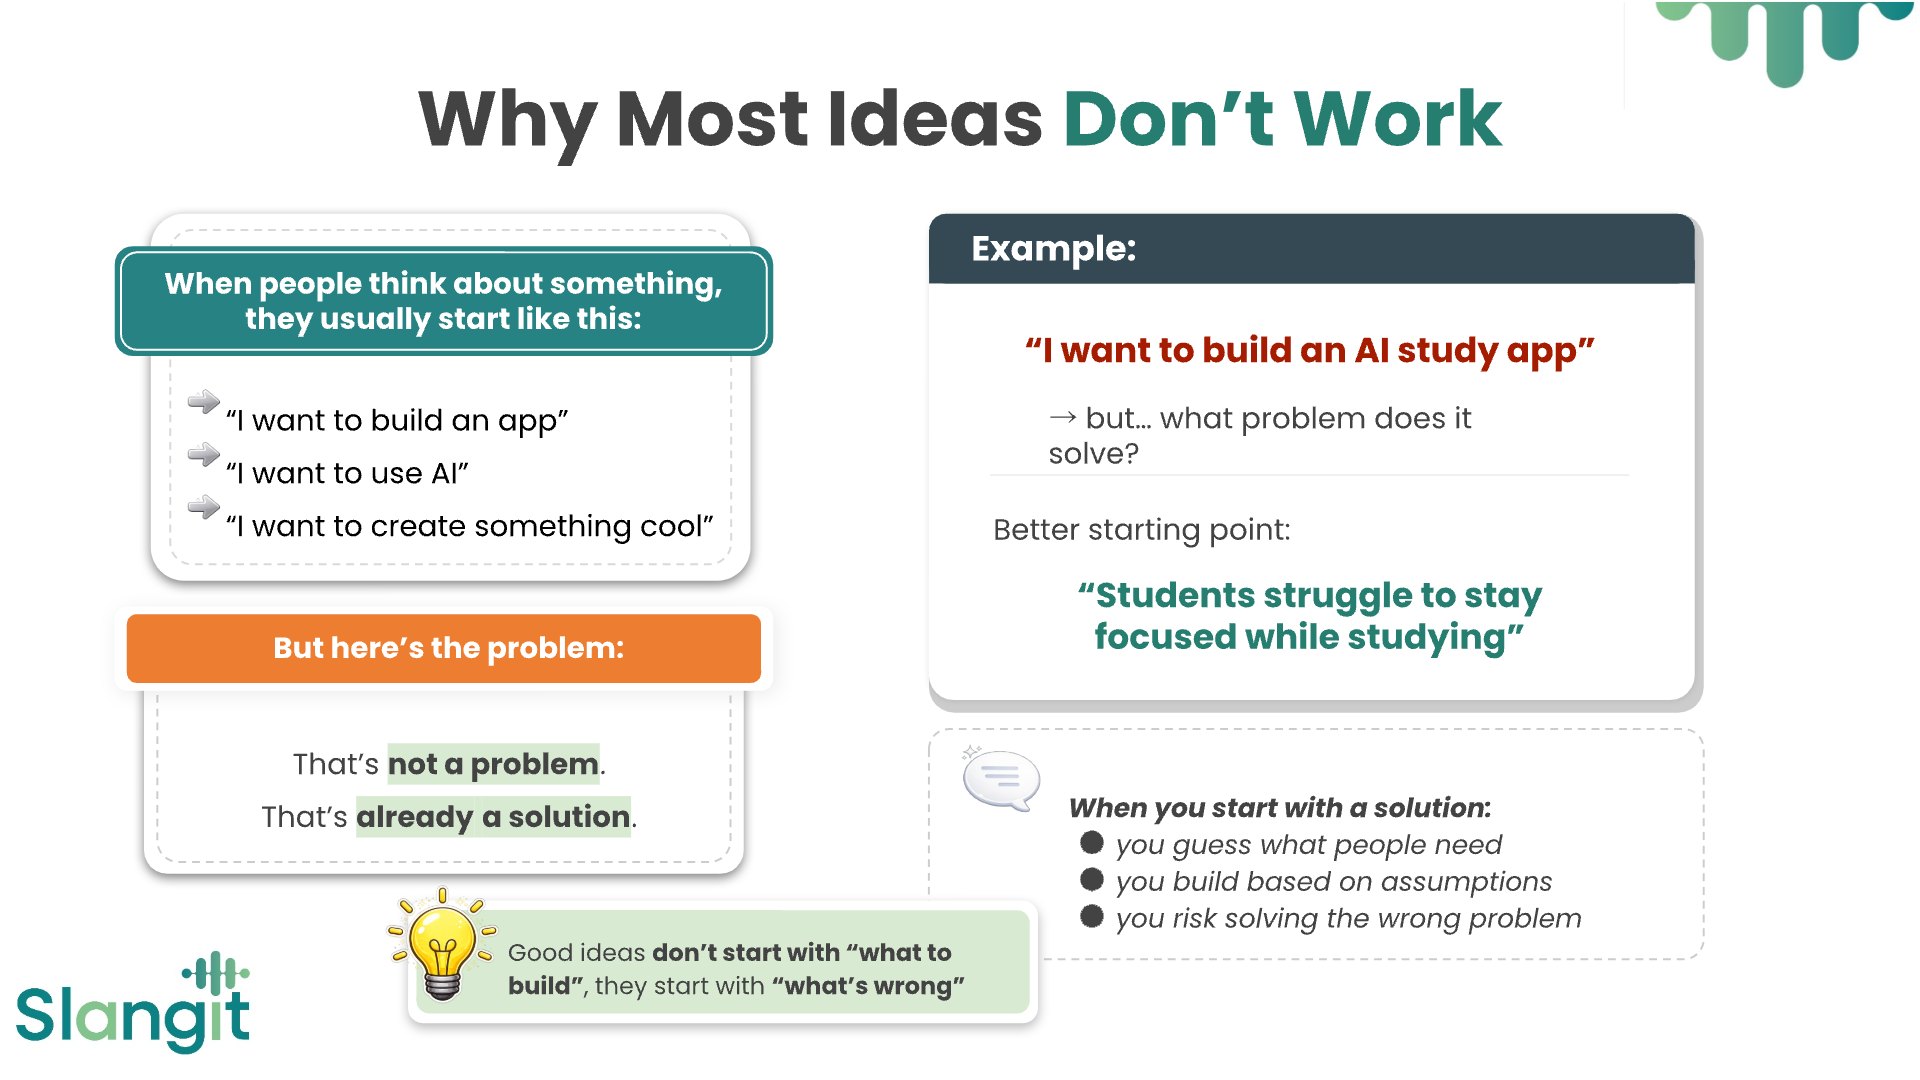 Why Most Ideas Don’t Work
When people think about something,
they usually start like this:
“I want to build an app”
“I want to use AI”
“I want to create something cool”
But here’s the problem:
That’s not a problem.
That’s already a solution.
Example:
“I want to build an AI study app”
→ but... what problem does it
solve?
Better starting point:
“Students struggle to stay
focused while studying”
When you start with a solution:
● you guess what people need
● you build based on assumptions
● you risk solving the wrong problem
Good ideas don’t start with “what to
build”, they start with “what’s wrong”
Slangit